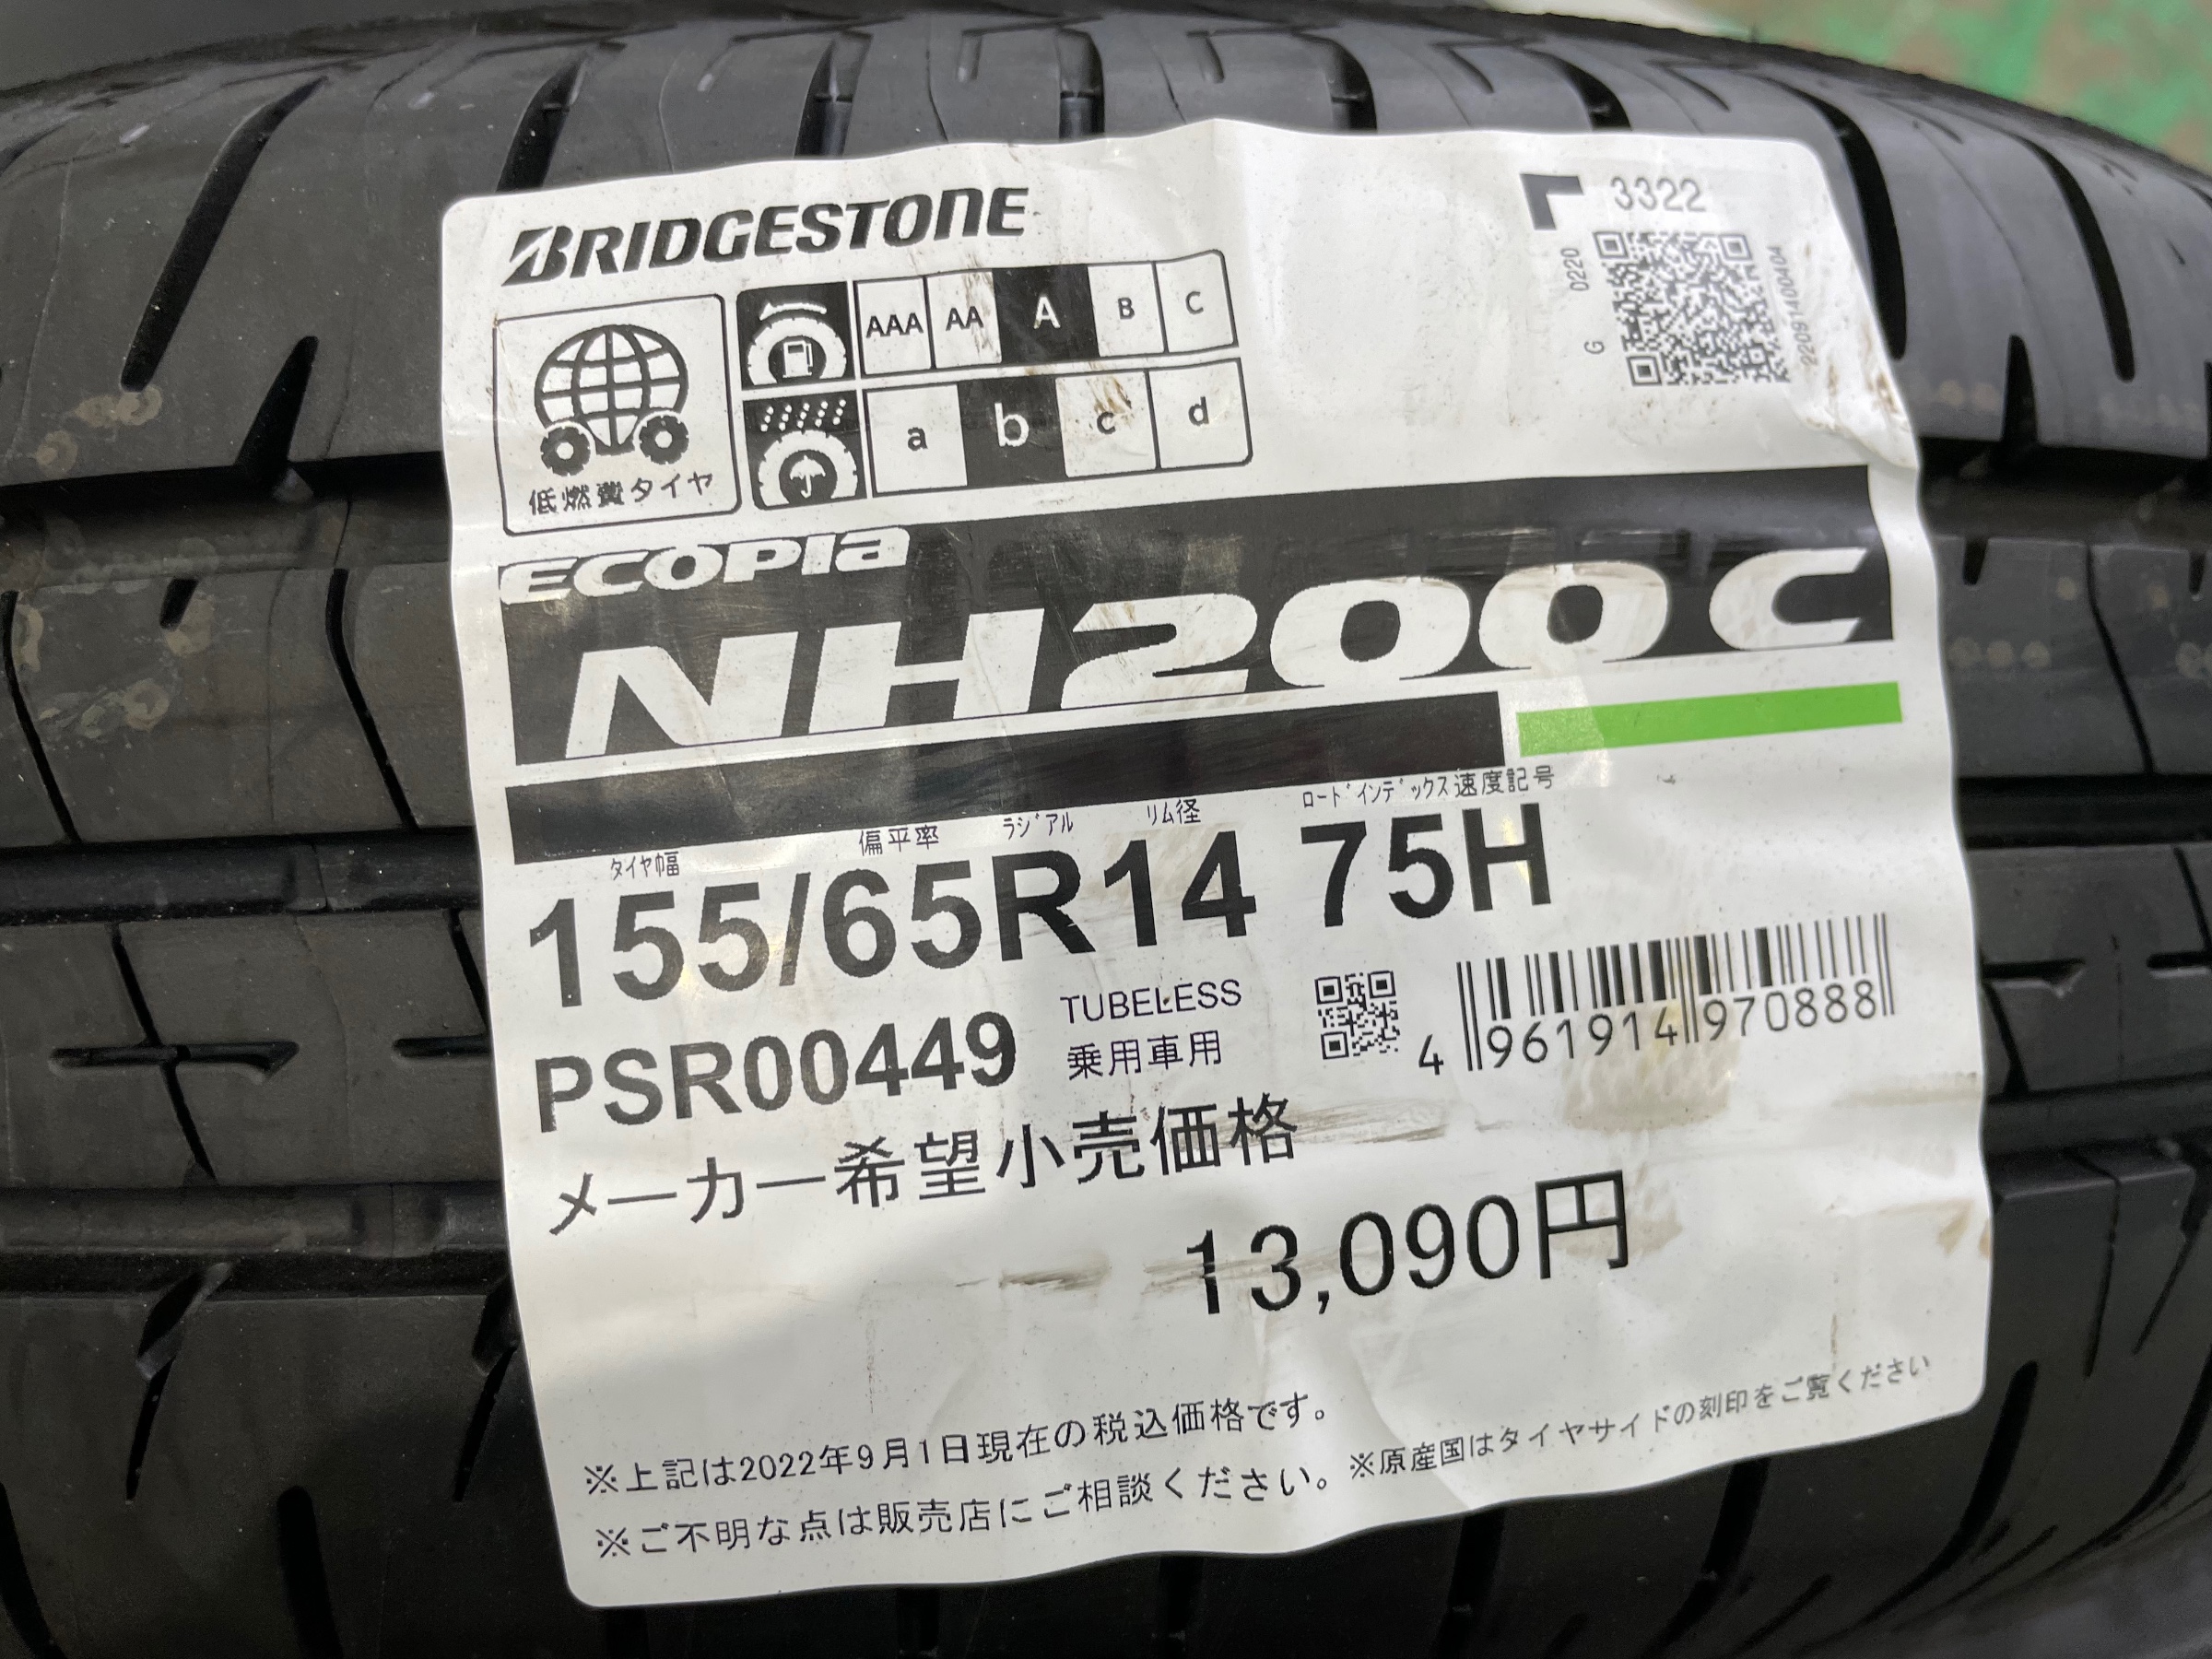 BRIDGESTONE
3322
G 0220
22091400404
AAA AA A B C
a b c d
低燃費タイヤ
ECOPIA
NH200 C
タイヤ幅 偏平率 ラジアル リム径 ロードインデックス速度記号
155/65R14 75H
PSR00449
TUBELESS
乗用車用
4 961914 970888
メーカー希望小売価格
13,090円
※上記は2022年9月1日現在の税込価格です。
※ご不明な点は販売店にご相談ください。※原産国はタイヤサイドの刻印をご覧ください